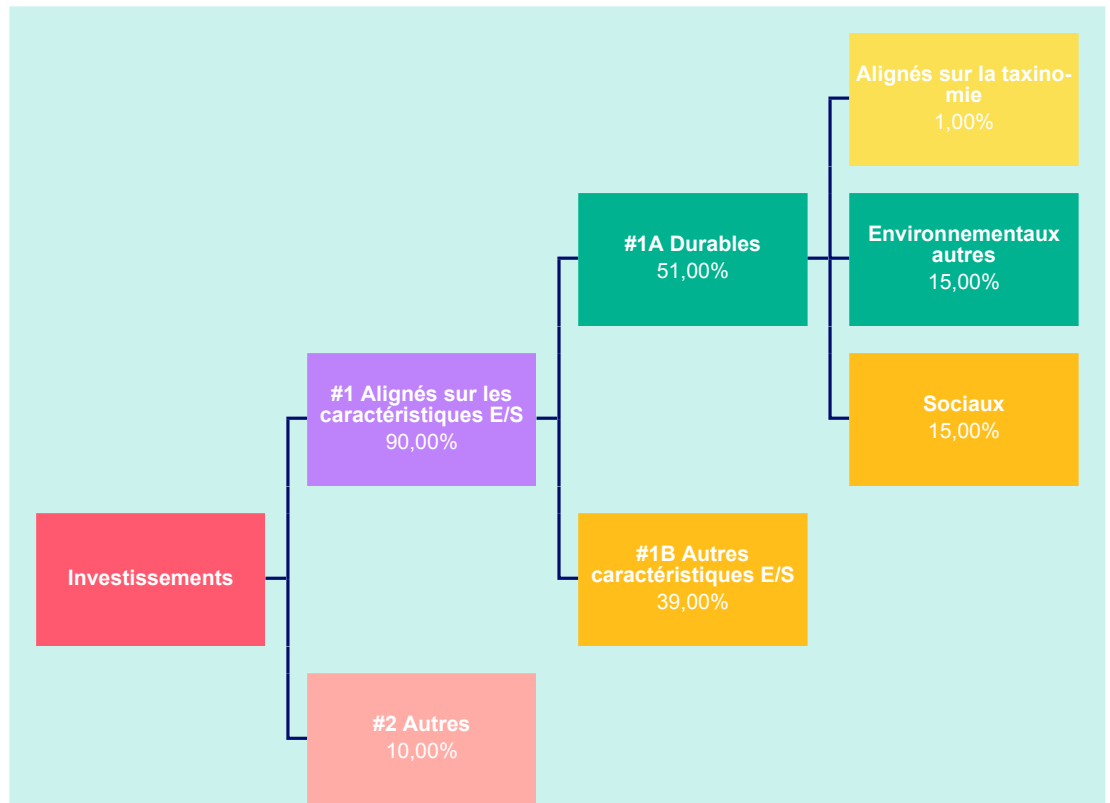 Alignés sur la taxino-
mie
1,00%
#1A Durables
51,00%
Environnementaux
autres
15,00%
#1 Alignés sur les
caractéristiques E/S
90,00%
Sociaux
15,00%
Investissements
#1B Autres
caractéristiques E/S
39,00%
#2 Autres
10,00%